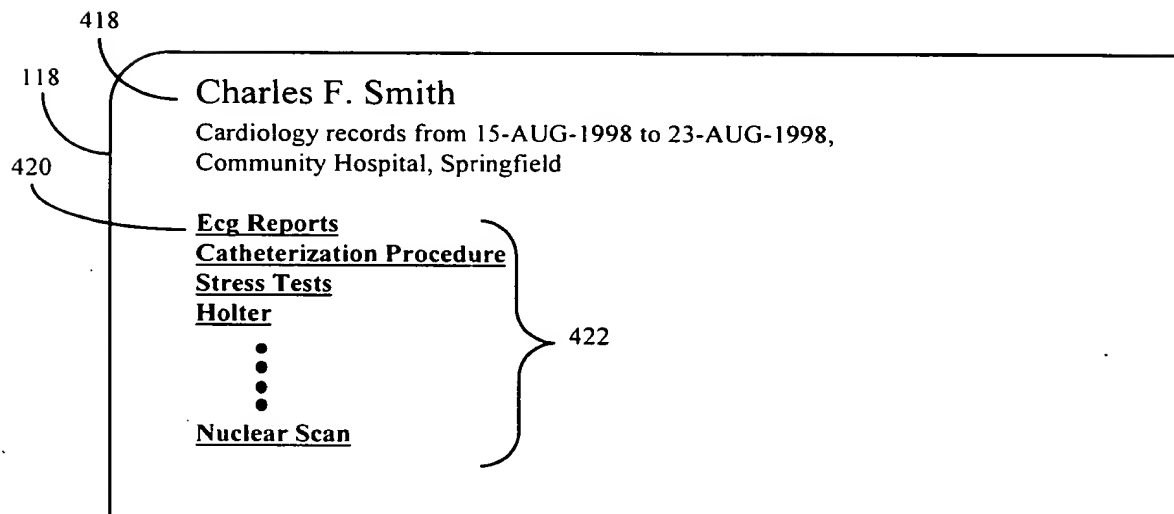 418
118
Charles F. Smith
Cardiology records from 15-AUG-1998 to 23-AUG-1998,
Community Hospital, Springfield
420
Ecg Reports
Catheterization Procedure
Stress Tests
Holter
422
Nuclear Scan